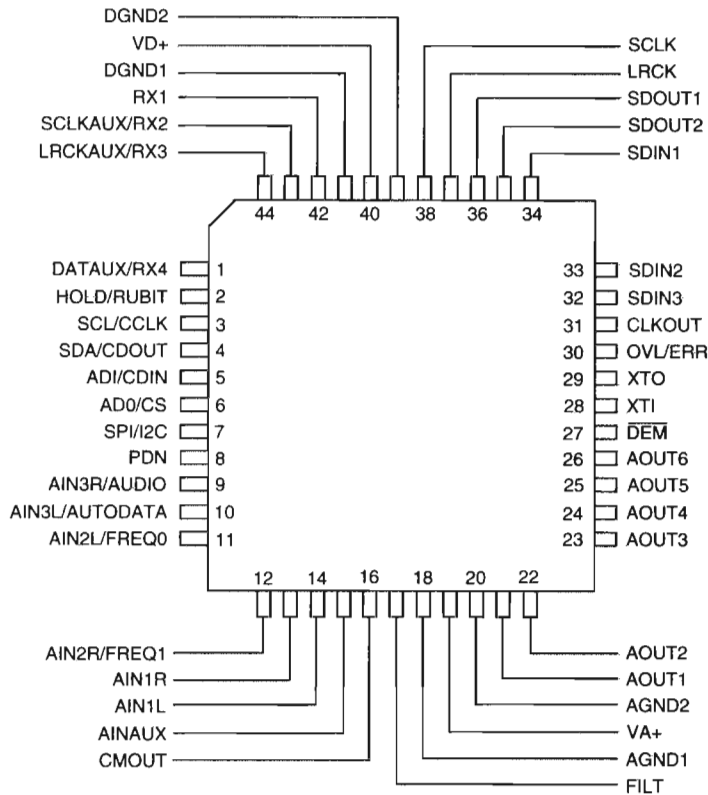 DGND2
VD+
DGND1
RX1
SCLKAUX/RX2
LRCKAUX/RX3
SCLK
LRCK
SDOUT1
SDOUT2
SDIN1
44 42 40 38 36 34
DATAUX/RX4 1
HOLD/RUBIT 2
SCL/CCLK 3
SDA/CDOUT 4
ADI/CDIN 5
AD0/CS 6
SPI/I2C 7
PDN 8
AIN3R/AUDIO 9
AIN3L/AUTODATA 10
AIN2L/FREQ0 11
33 SDIN2
32 SDIN3
31 CLKOUT
30 OVL/ERR
29 XTO
28 XTI
27 DEM
26 AOUT6
25 AOUT5
24 AOUT4
23 AOUT3
12 14 16 18 20 22
AIN2R/FREQ1
AIN1R
AIN1L
AINAUX
CMOUT
AOUT2
AOUT1
AGND2
VA+
AGND1
FILT